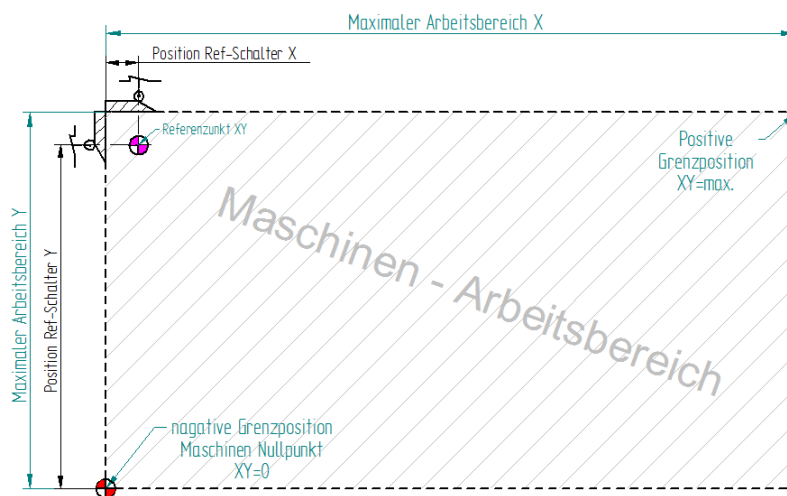 Maximaler Arbeitsbereich X
Position Ref-Schalter X
Referenzunkt XY
Positive
Grenzposition
XY=max.
Maschinen - Arbeitsbereich
Maximaler Arbeitsbereich Y
Position Ref-Schalter Y
nagative Grenzposition
Maschinen Nullpunkt
XY=0